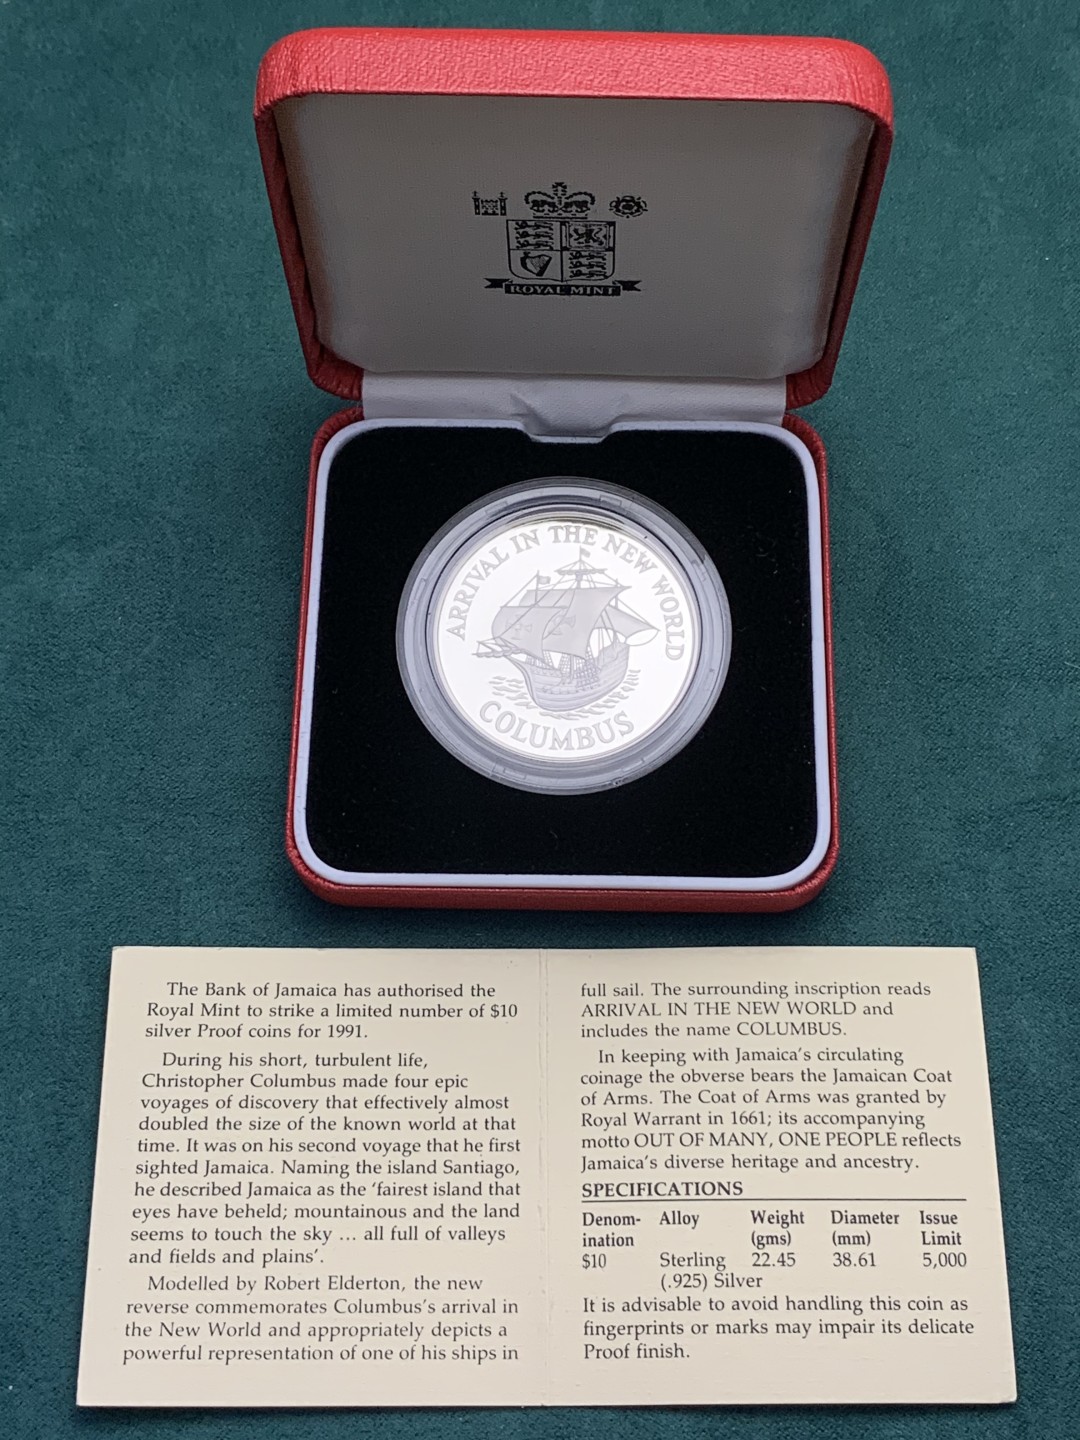 ROYAL MINT
ARRIVAL IN THE NEW WORLD
COLUMBUS
The Bank of Jamaica has authorised the
Royal Mint to strike a limited number of $10
silver Proof coins for 1991.
During his short, turbulent life,
Christopher Columbus made four epic
voyages of discovery that effectively almost
doubled the size of the known world at that
time. It was on his second voyage that he first
sighted Jamaica. Naming the island Santiago,
he described Jamaica as the ‘fairest island that
eyes have beheld; mountainous and the land
seems to touch the sky ... all full of valleys
and fields and plains’.
Modelled by Robert Elderton, the new
reverse commemorates Columbus’s arrival in
the New World and appropriately depicts a
powerful representation of one of his ships in
full sail. The surrounding inscription reads
ARRIVAL IN THE NEW WORLD and
includes the name COLUMBUS.
In keeping with Jamaica’s circulating
coinage the obverse bears the Jamaican Coat
of Arms. The Coat of Arms was granted by
Royal Warrant in 1661; its accompanying
motto OUT OF MANY, ONE PEOPLE reflects
Jamaica’s diverse heritage and ancestry.
SPECIFICATIONS
Denom- Alloy Weight Diameter Issue
ination (gms) (mm) Limit
$10 Sterling 22.45 38.61 5,000
(.925) Silver
It is advisable to avoid handling this coin as
fingerprints or marks may impair its delicate
Proof finish.